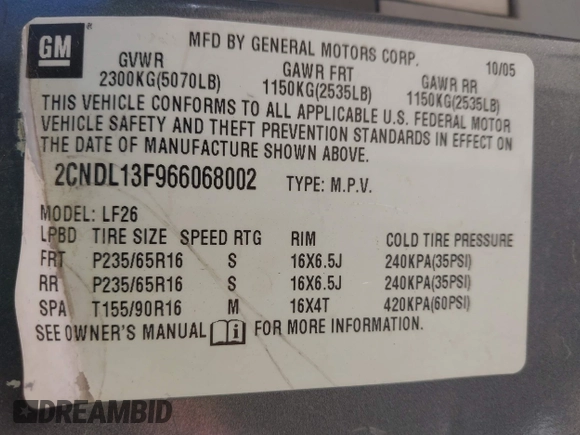 GM
MFD BY GENERAL MOTORS CORP. 10/05
GVWR GAWR FRT GAWR RR
2300KG(5070LB) 1150KG(2535LB) 1150KG(2535LB)
THIS VEHICLE CONFORMS TO ALL APPLICABLE U.S. FEDERAL MOTOR
VEHICLE SAFETY AND THEFT PREVENTION STANDARDS IN EFFECT ON
THE DATE OF MANUFACTURE SHOWN ABOVE.
2CNDL13F966068002 TYPE: M.P.V.
MODEL: LF26
LPBD TIRE SIZE SPEED RTG RIM COLD TIRE PRESSURE
FRT P235/65R16 S 16X6.5J 240KPA(35PSI)
RR P235/65R16 S 16X6.5J 240KPA(35PSI)
SPA T155/90R16 M 16X4T 420KPA(60PSI)
SEE OWNER'S MANUAL i FOR MORE INFORMATION.
DREAMBID